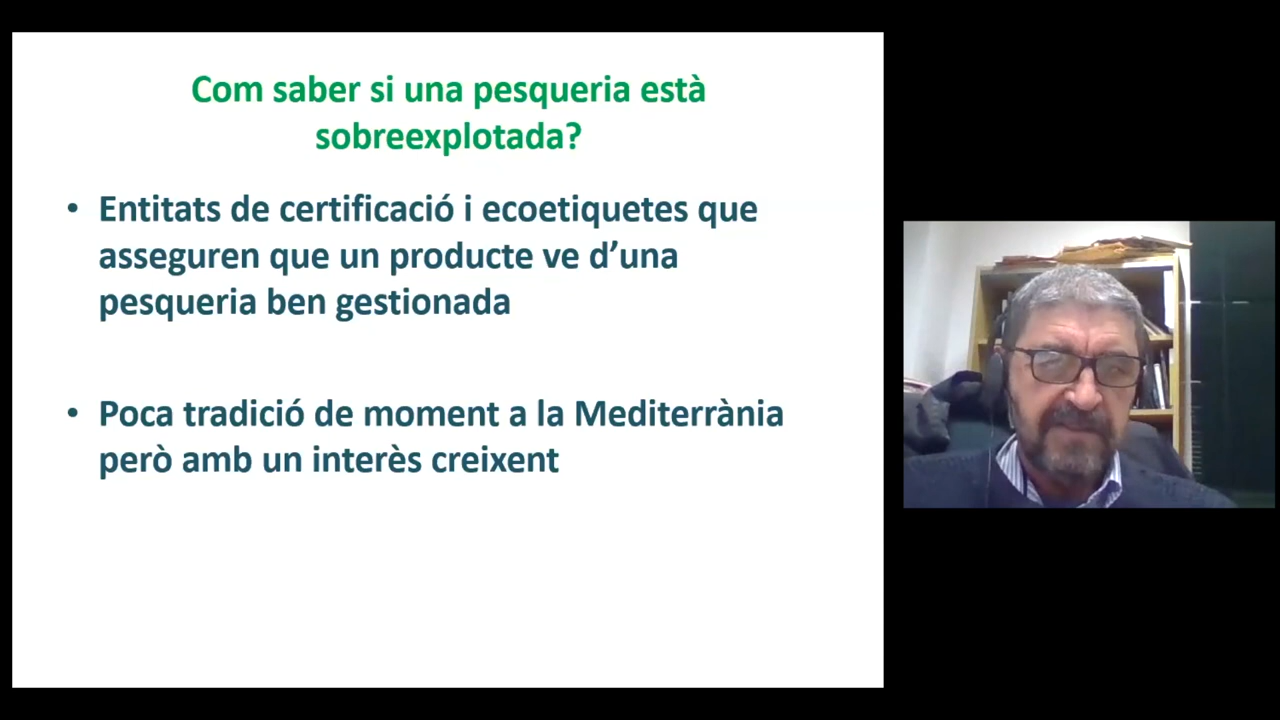 Com saber si una pesqueria està
sobreexplotada?
• Entitats de certificació i ecoetiquetes que
asseguren que un producte ve d’una
pesqueria ben gestionada
• Poca tradició de moment a la Mediterrània
però amb un interès creixent